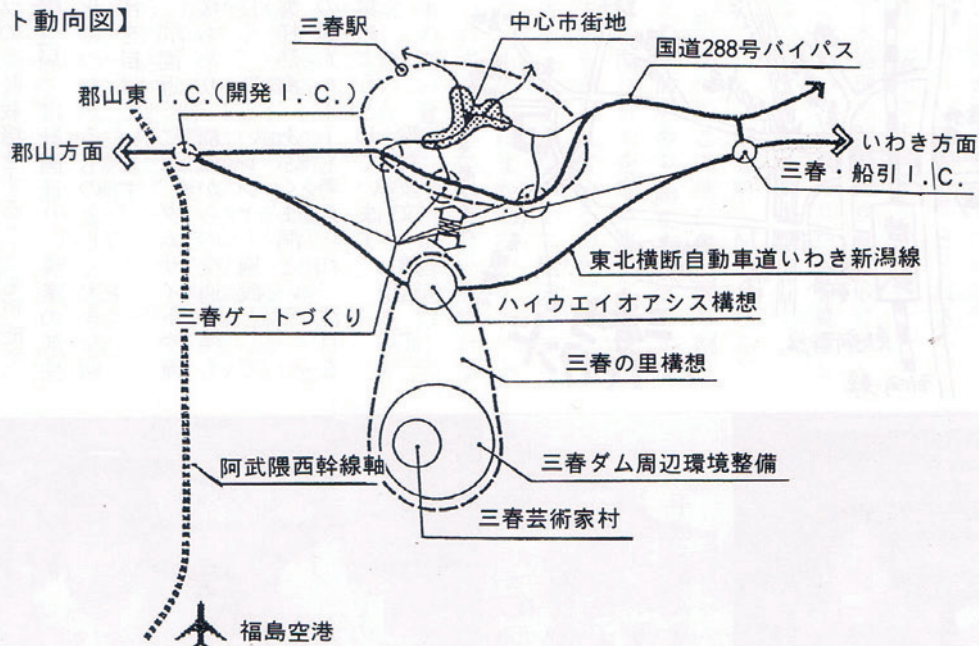 ト動向図】
三春駅
中心市街地
国道288号バイパス
郡山東I.C.(開発I.C.)
郡山方面
いわき方面
三春・船引I.C.
東北横断自動車道いわき新潟線
三春ゲートづくり
ハイウエイオアシス構想
三春の里構想
阿武隈西幹線軸
三春ダム周辺環境整備
三春芸術家村
福島空港